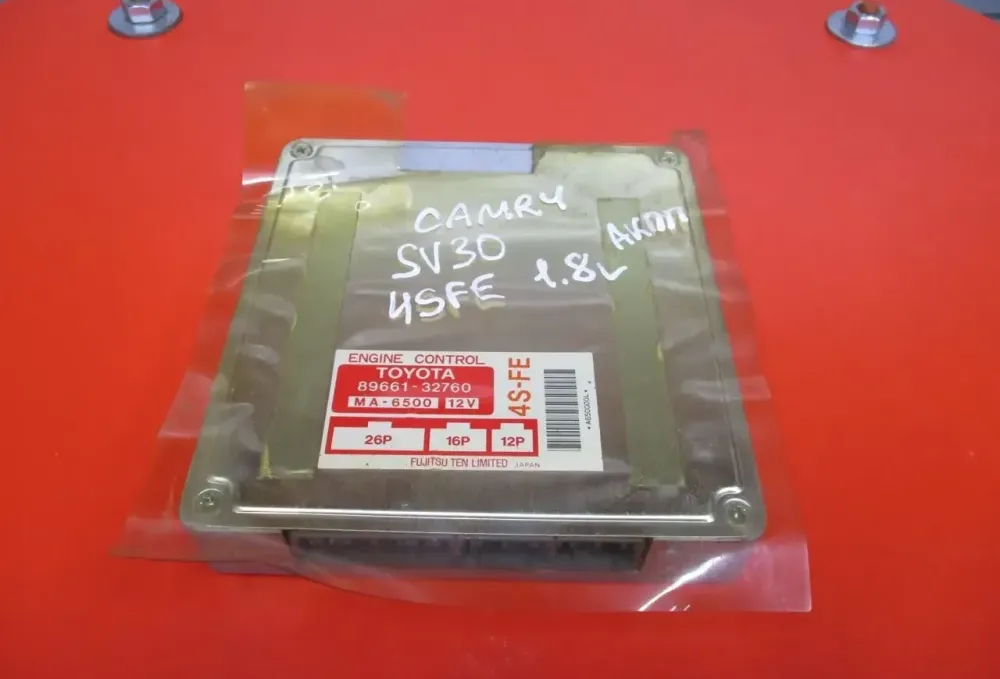 CAMRY
SV30
4SFE 1.8L
АКПП
ENGINE CONTROL
TOYOTA
89661-32760
MA-6500 12V
4S-FE
26P 16P 12P
FUJITSU TEN LIMITED JAPAN